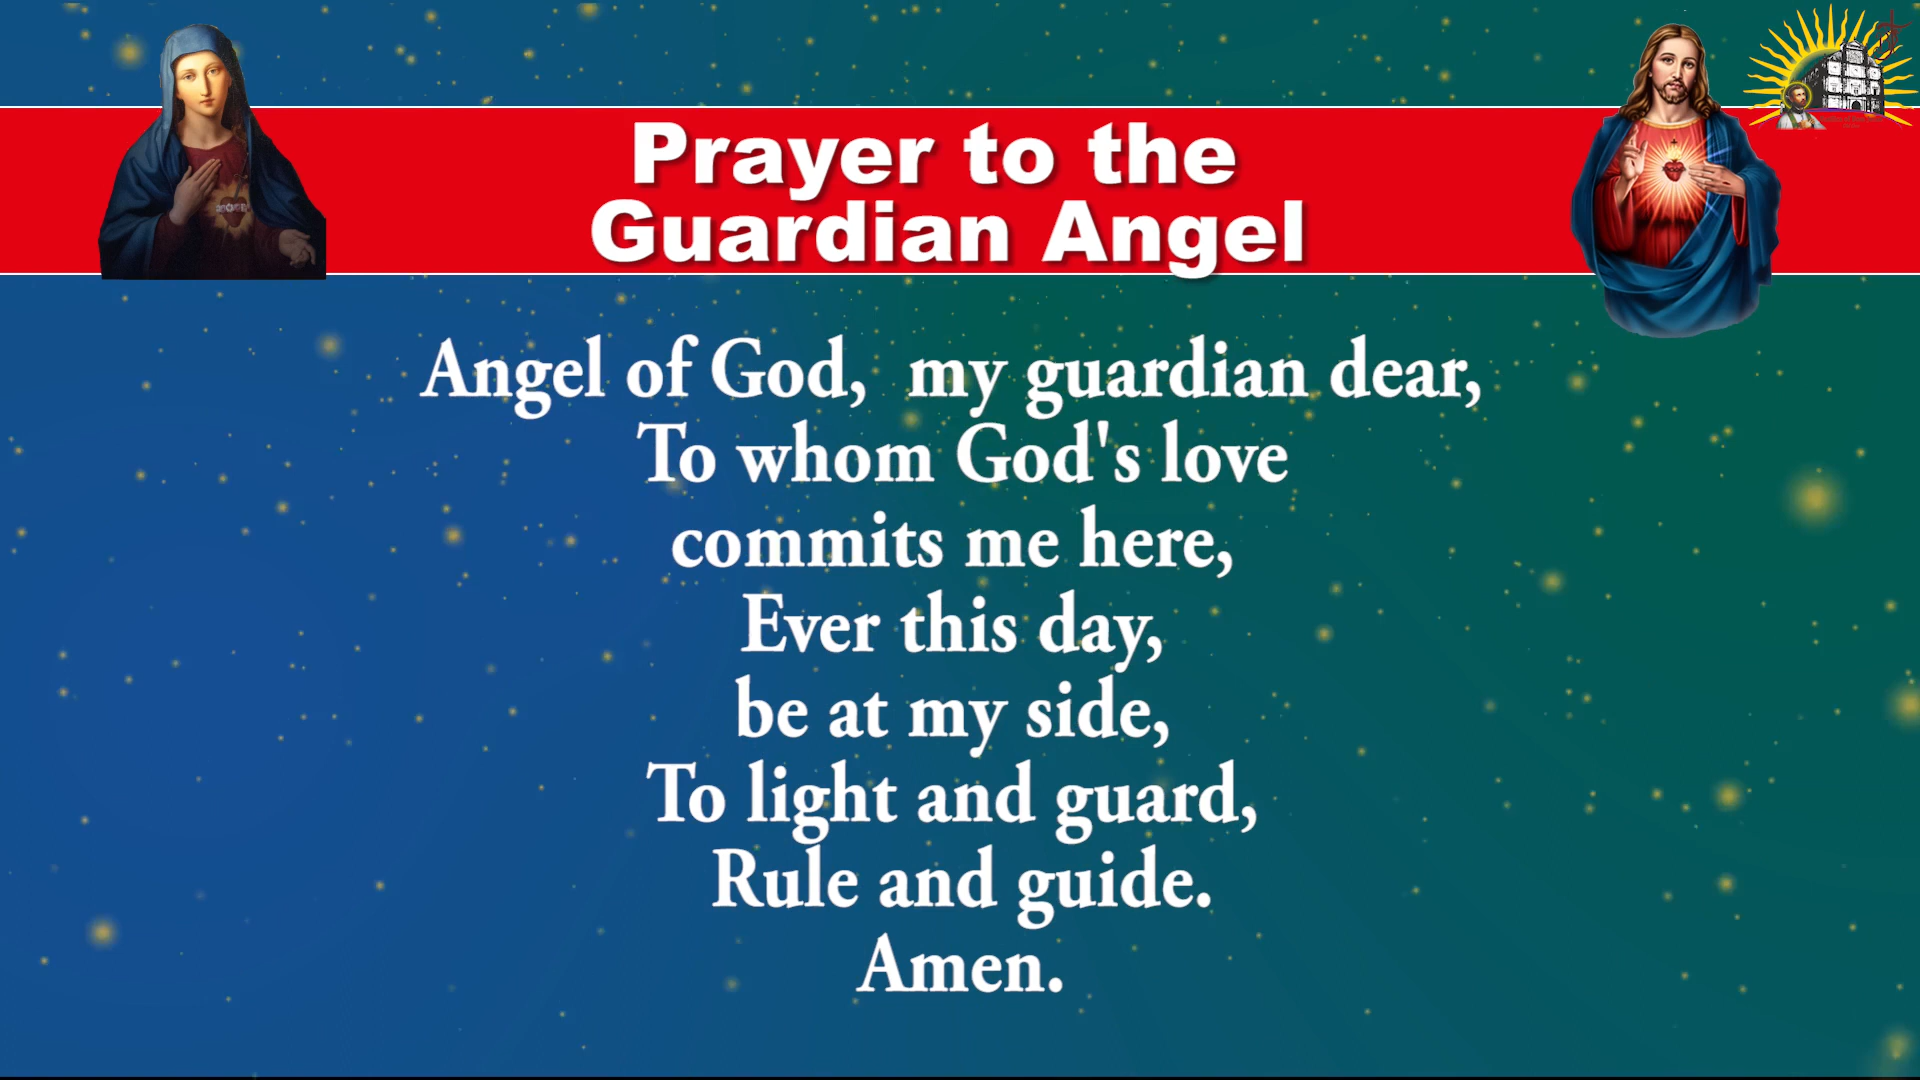 Prayer to the
Guardian Angel
Angel of God,  my guardian dear,
To whom God's love
commits me here,
Ever this day,
be at my side,
To light and guard,
Rule and guide.
Amen.